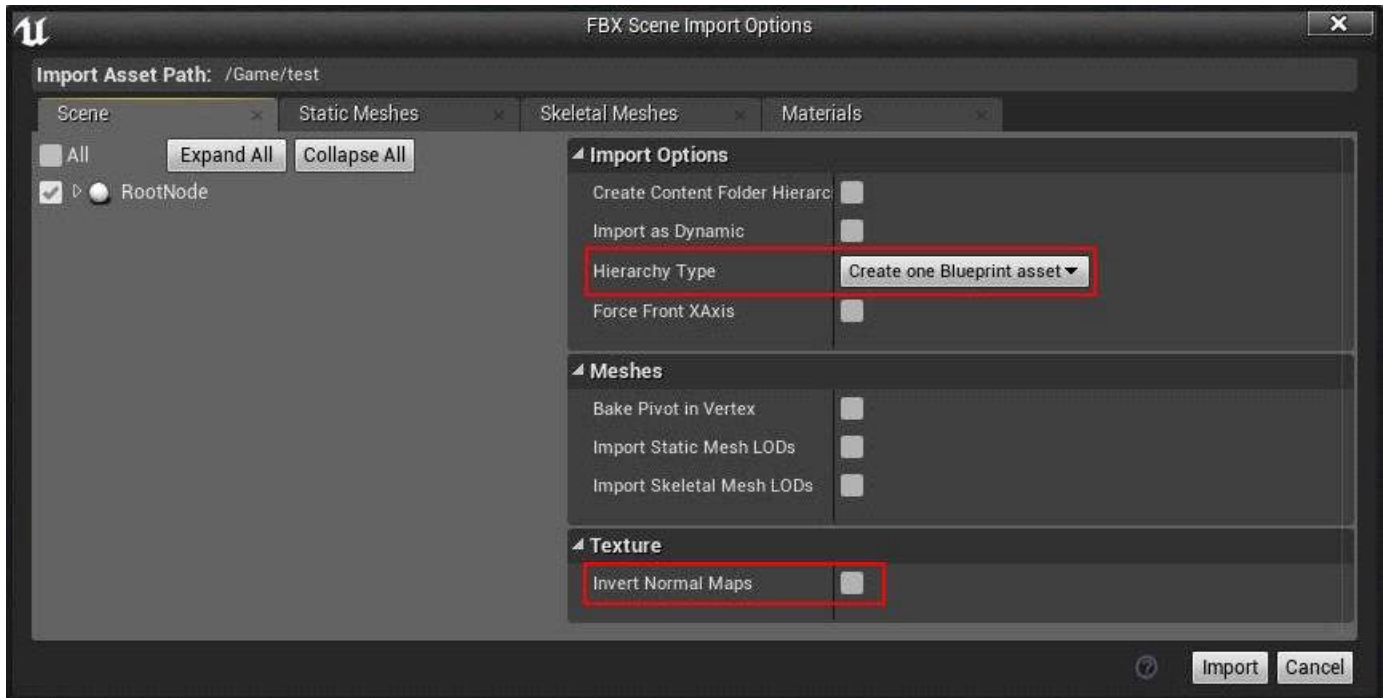 FBX Scene Import Options
Import Asset Path: /Game/test
Scene Static Meshes Skeletal Meshes Materials
All Expand All Collapse All
RootNode
Import Options
Create Content Folder Hierarc
Import as Dynamic
Hierarchy Type Create one Blueprint asset
Force Front XAxis
Meshes
Bake Pivot in Vertex
Import Static Mesh LODs
Import Skeletal Mesh LODs
Texture
Invert Normal Maps
Import Cancel